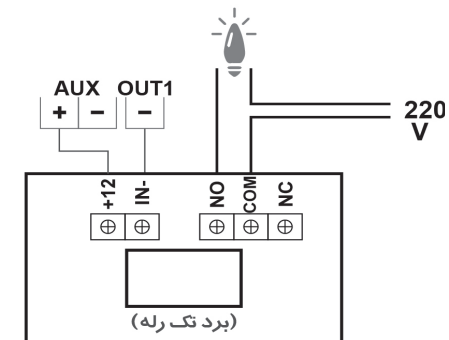 AUX OUT1
+ − −
220
V
+12 IN- NO COM NC
(برد تک رله)